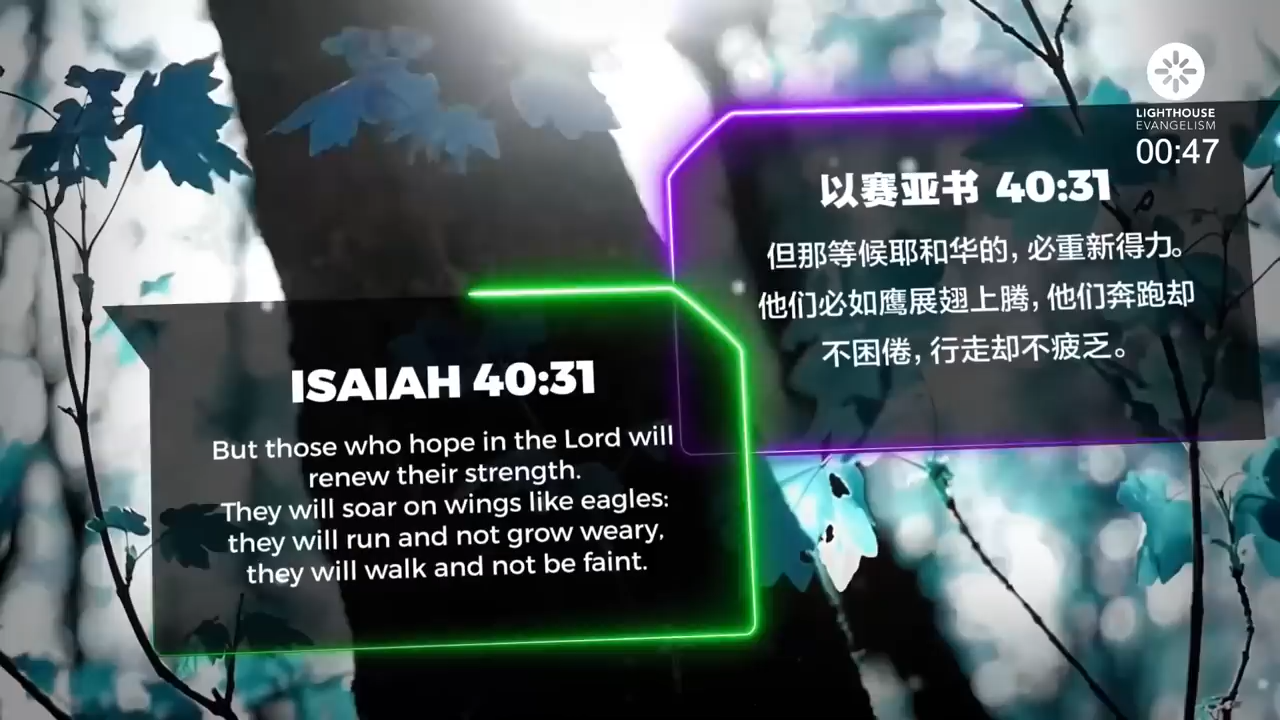 LIGHTHOUSE
EVANGELISM
00:47
以赛亚书 40:31
但那等候耶和华的, 必重新得力。
他们必如鹰展翅上腾, 他们奔跑却
不困倦, 行走却不疲乏。
ISAIAH 40:31
But those who hope in the Lord will
renew their strength.
They will soar on wings like eagles:
they will run and not grow weary,
they will walk and not be faint.